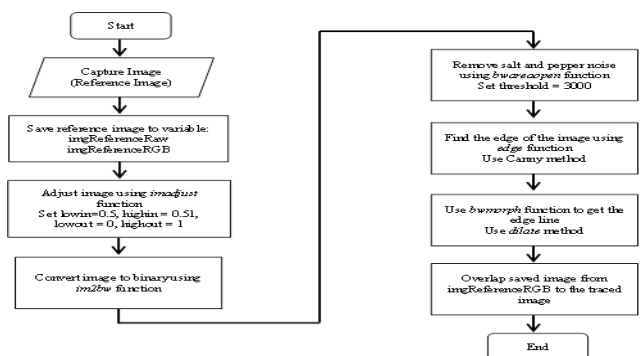 Start
Capture Image
(Reference Image)
Save reference image to variable:
imgReferenceRaw
imgReferenceRGB
Adjust image using imadjust
function
Set lowin=0.5, highin = 0.51,
lowout = 0, highout = 1
Convert image to binary using
im2bw function
Remove salt and pepper noise
using bwareaopen function
Set threshold = 3000
Find the edge of the image using
edge function
Use Canny method
Use bwmorph function to get the
edge line
Use dilate method
Overlap saved image from
imgReferenceRGB to the traced
image
End